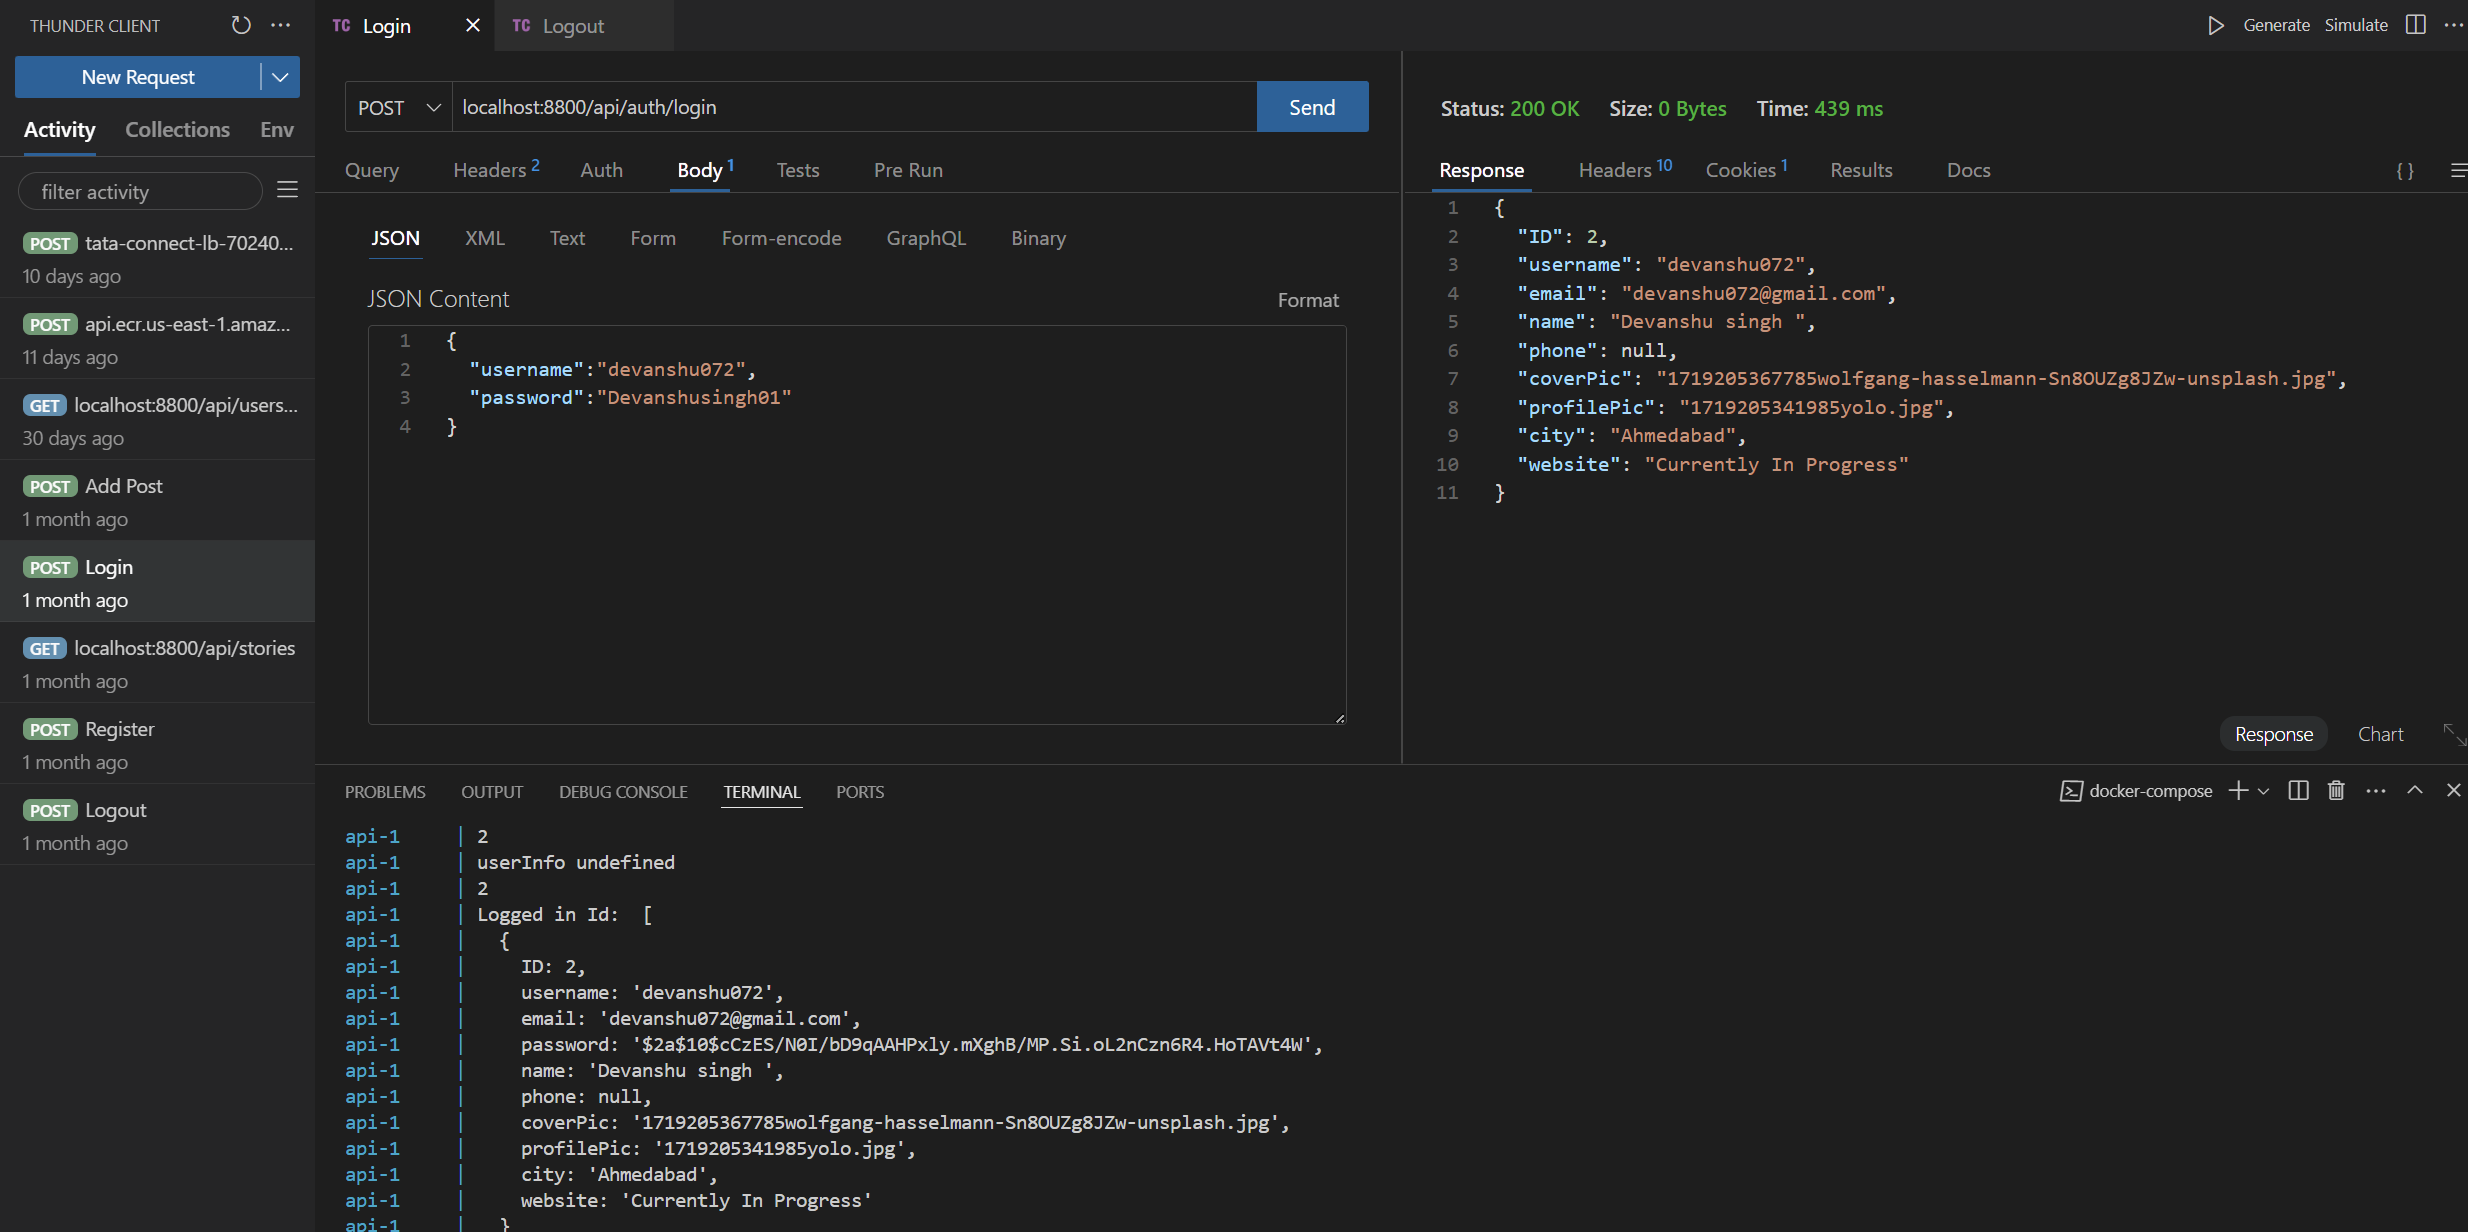 THUNDER CLIENT
New Request
Activity Collections Env
filter activity
POST tata-connect-lb-70240...
10 days ago
POST api.ecr.us-east-1.amaz...
11 days ago
GET localhost:8800/api/users...
30 days ago
POST Add Post
1 month ago
POST Login
1 month ago
GET localhost:8800/api/stories
1 month ago
POST Register
1 month ago
POST Logout
1 month ago
TC Login TC Logout
Generate Simulate
POST localhost:8800/api/auth/login Send
Query Headers 2 Auth Body 1 Tests Pre Run
JSON XML Text Form Form-encode GraphQL Binary
JSON Content Format
1 {
2 "username":"devanshu072",
3 "password":"Devanshusingh01"
4 }
Status: 200 OK Size: 0 Bytes Time: 439 ms
Response Headers 10 Cookies 1 Results Docs { }
1 {
2 "ID": 2,
3 "username": "devanshu072",
4 "email": "devanshu072@gmail.com",
5 "name": "Devanshu singh ",
6 "phone": null,
7 "coverPic": "1719205367785wolfgang-hasselmann-Sn8OUZg8JZw-unsplash.jpg",
8 "profilePic": "1719205341985yolo.jpg",
9 "city": "Ahmedabad",
10 "website": "Currently In Progress"
11 }
Response Chart
PROBLEMS OUTPUT DEBUG CONSOLE TERMINAL PORTS
docker-compose
api-1 | 2
api-1 | userInfo undefined
api-1 | 2
api-1 | Logged in Id: [
api-1 | {
api-1 | ID: 2,
api-1 | username: 'devanshu072',
api-1 | email: 'devanshu072@gmail.com',
api-1 | password: '$2a$10$cCzES/N0I/bD9qAAHPxly.mXghB/MP.Si.oL2nCzn6R4.HoTAVt4W',
api-1 | name: 'Devanshu singh ',
api-1 | phone: null,
api-1 | coverPic: '1719205367785wolfgang-hasselmann-Sn8OUZg8JZw-unsplash.jpg',
api-1 | profilePic: '1719205341985yolo.jpg',
api-1 | city: 'Ahmedabad',
api-1 | website: 'Currently In Progress'
api-1 | }